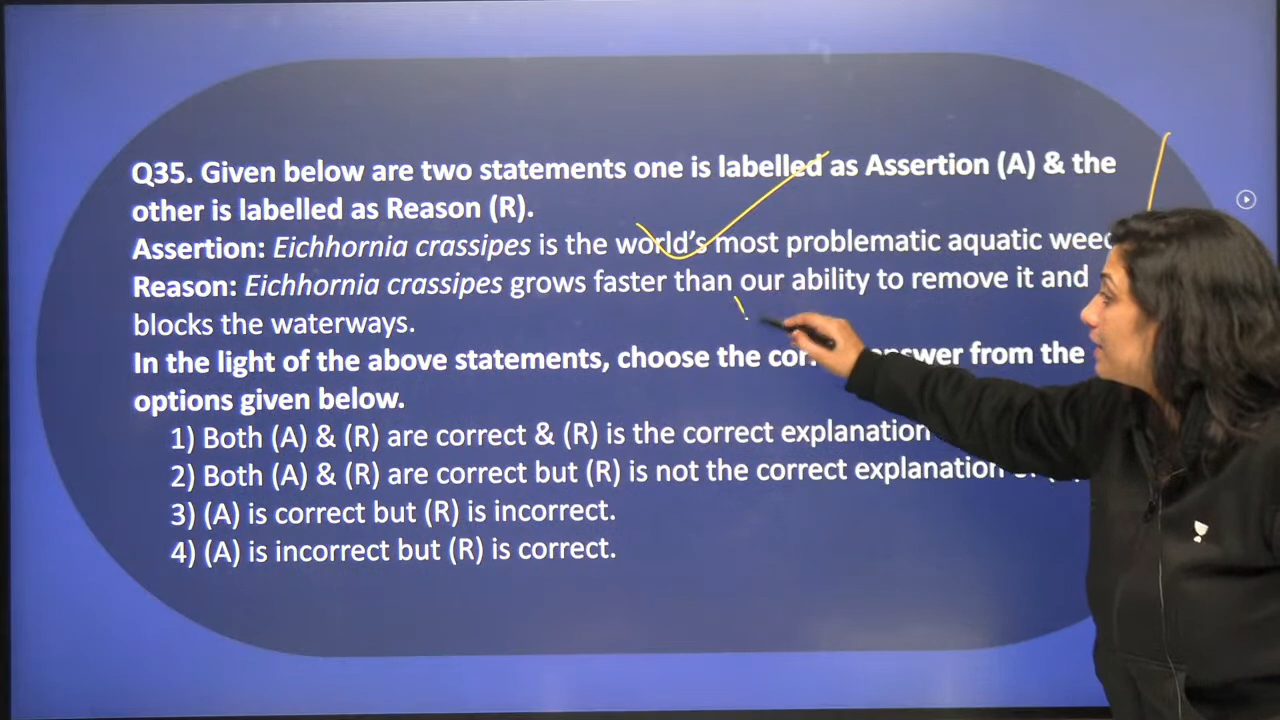 Q35. Given below are two statements one is labelled as Assertion (A) & the
other is labelled as Reason (R).
Assertion: Eichhornia crassipes is the world's most problematic aquatic weed
Reason: Eichhornia crassipes grows faster than our ability to remove it and
blocks the waterways.
In the light of the above statements, choose the answer from the
options given below.
1) Both (A) & (R) are correct & (R) is the correct explanation
2) Both (A) & (R) are correct but (R) is not the correct explanation
3) (A) is correct but (R) is incorrect.
4) (A) is incorrect but (R) is correct.